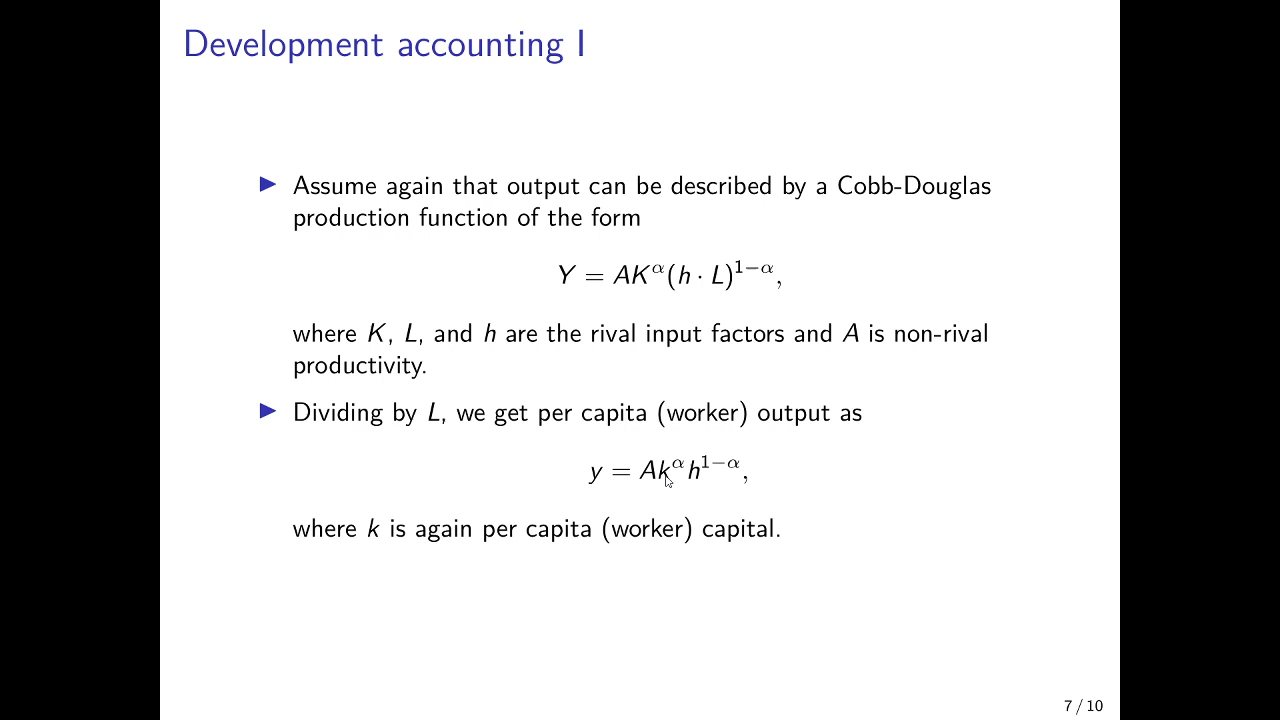 Development accounting I
▶ Assume again that output can be described by a Cobb-Douglas
production function of the form
Y = AK^α(h · L)^{1−α},
where K, L, and h are the rival input factors and A is non-rival
productivity.
▶ Dividing by L, we get per capita (worker) output as
y = Ak^α h^{1−α},
where k is again per capita (worker) capital.
7 / 10